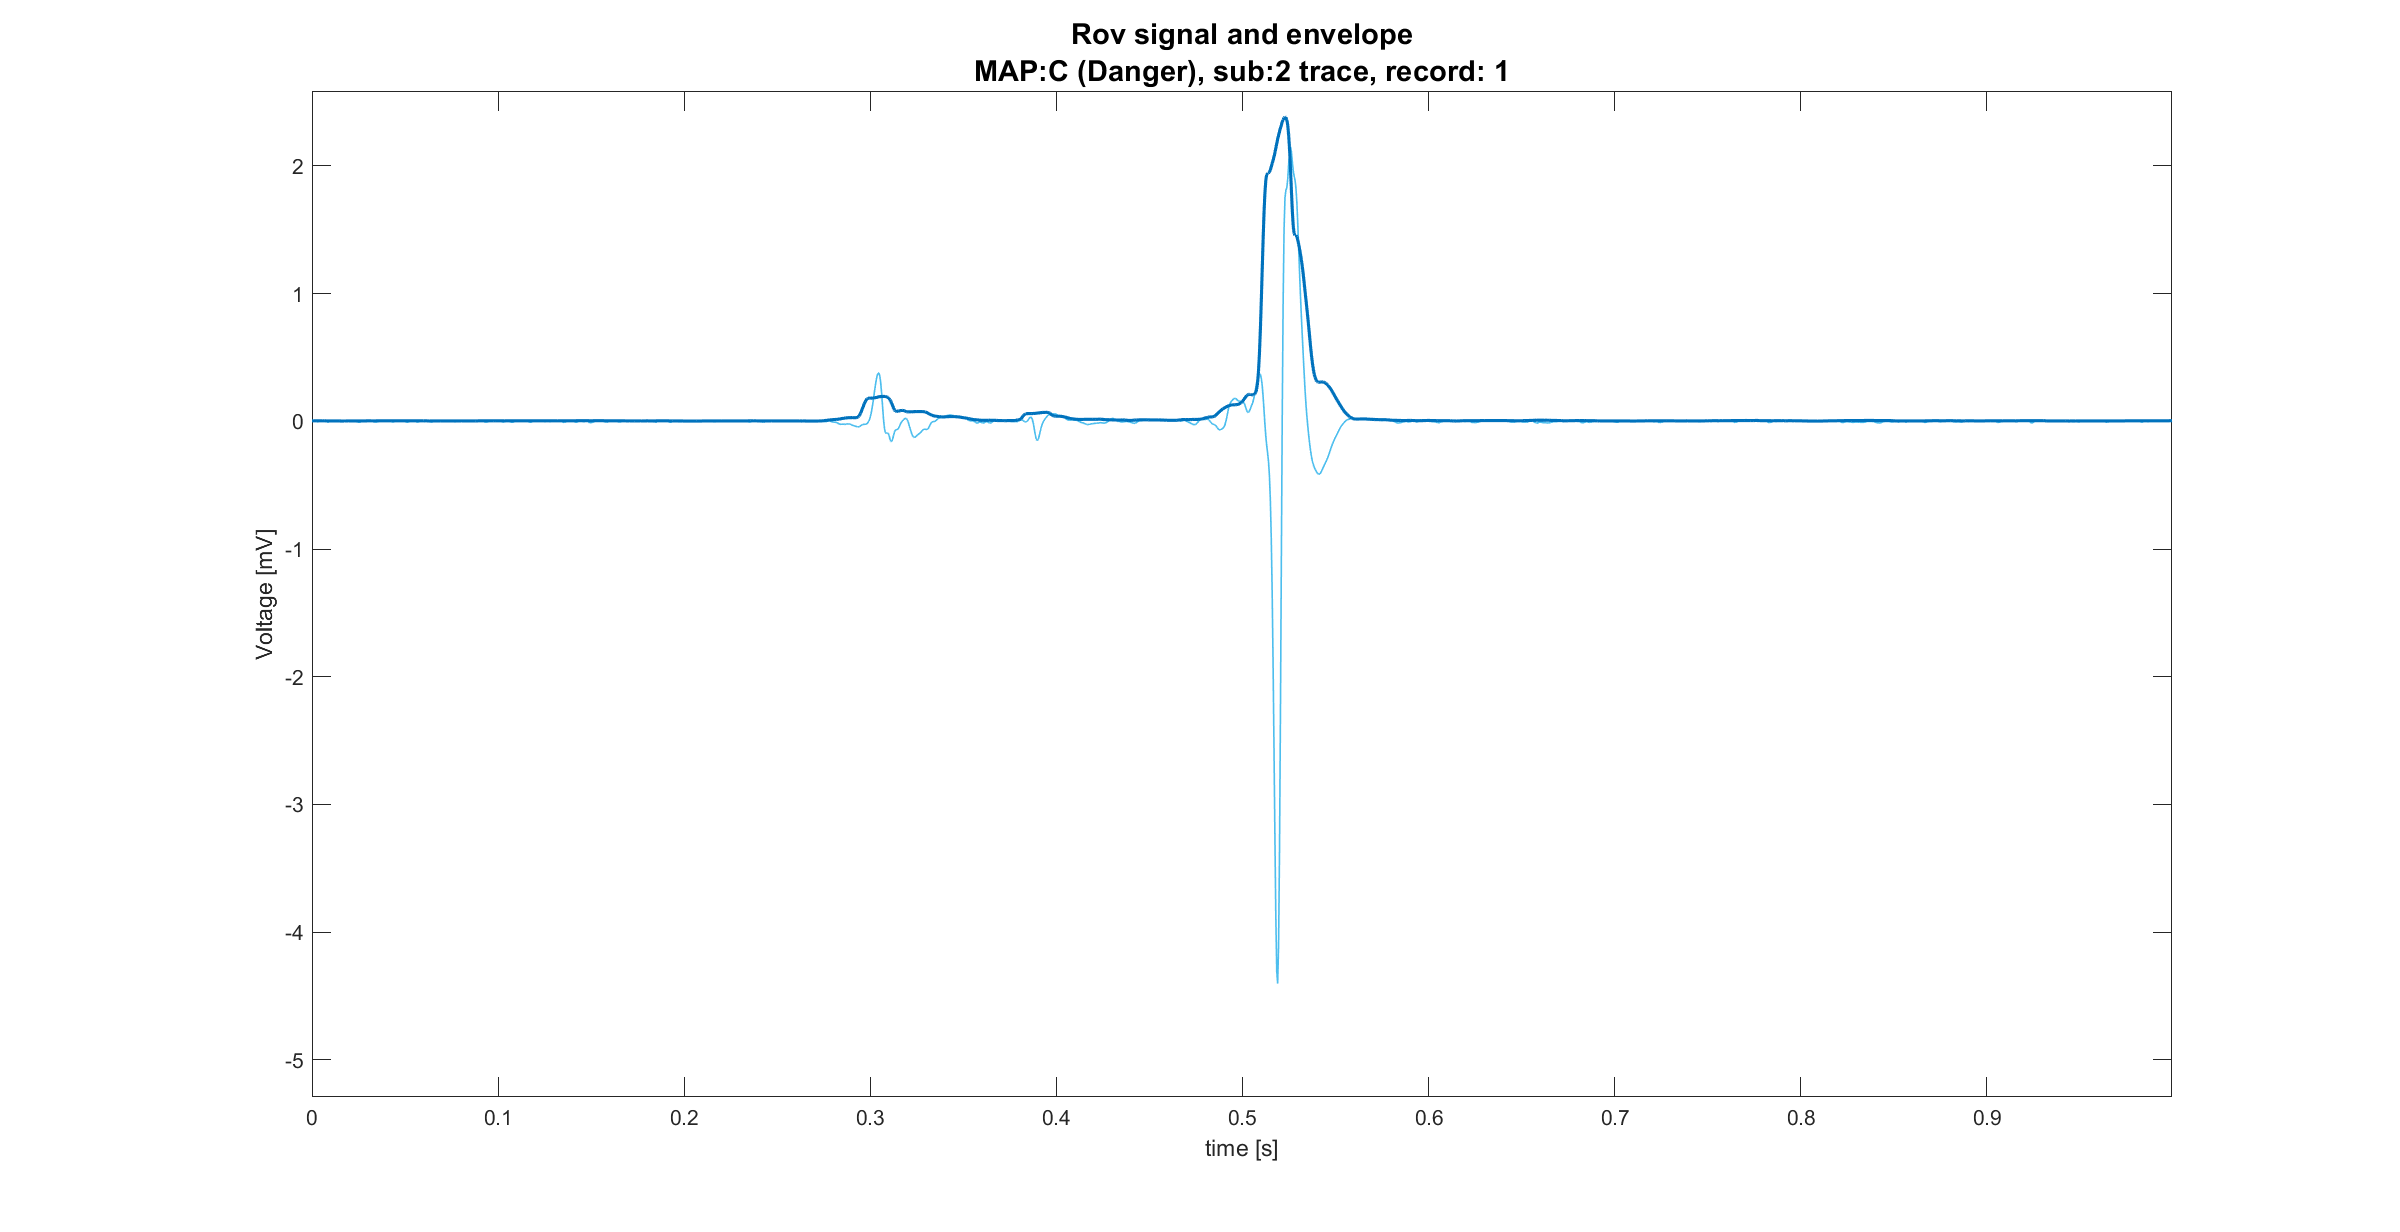 Rov signal and envelope
MAP:C (Danger), sub:2 trace, record: 1
2
1
0
-1
-2
-3
-4
-5
Voltage [mV]
0 0.1 0.2 0.3 0.4 0.5 0.6 0.7 0.8 0.9
time [s]